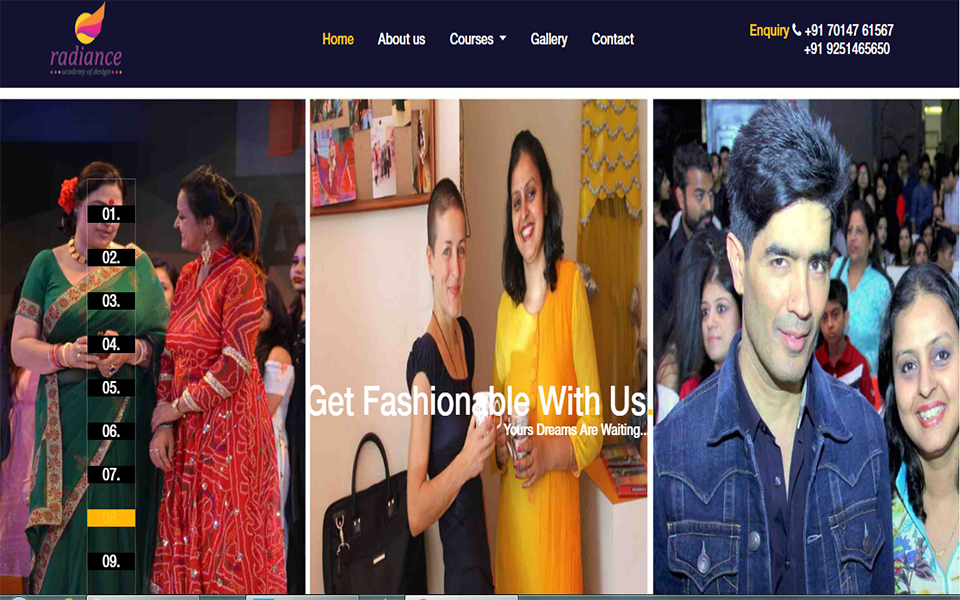 radiance
academy of design
Home
About us
Courses
Gallery
Contact
Enquiry +91 70147 61567
+91 9251465650
01.
02.
03.
04.
05.
06.
07.
09.
Get Fashionable With Us.
Yours Dreams Are Waiting..